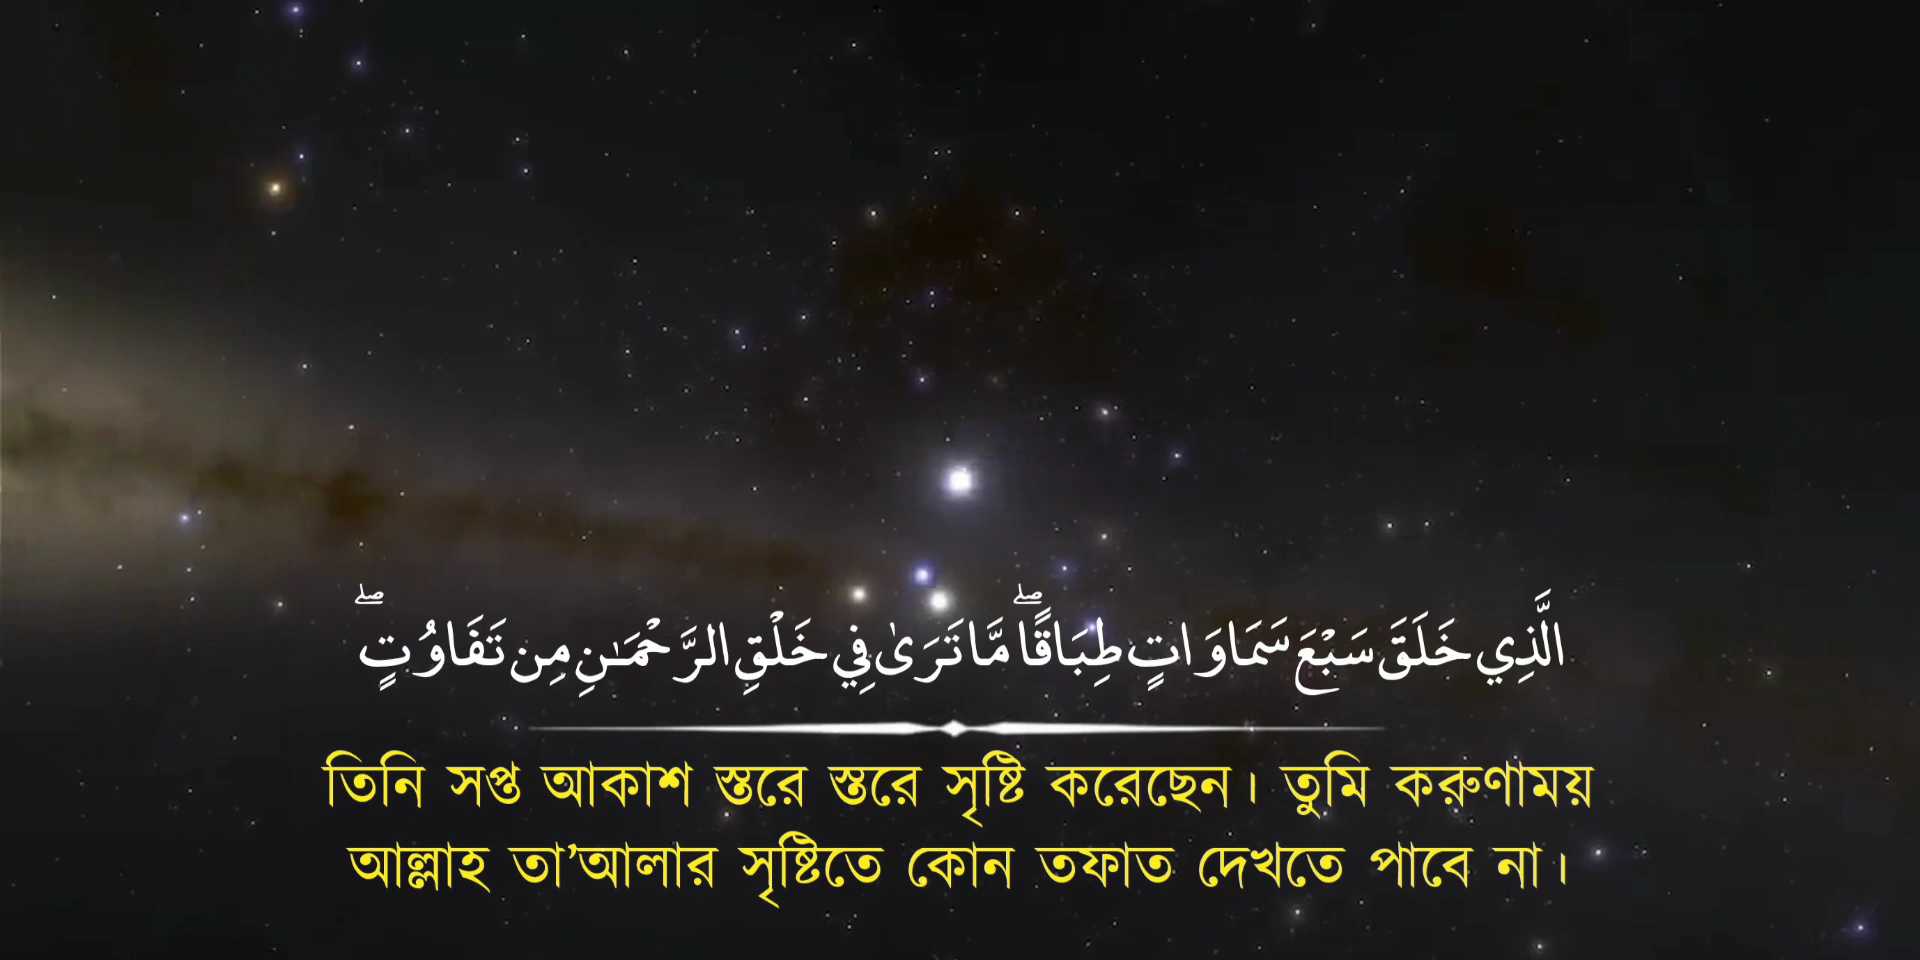 الَّذِي خَلَقَ سَبْعَ سَمَاوَاتٍ طِبَاقًا ۖ مَّا تَرَىٰ فِي خَلْقِ الرَّحْمَـٰنِ مِن تَفَاوُتٍ ۖ
তিনি সপ্ত আকাশ স্তরে স্তরে সৃষ্টি করেছেন। তুমি করুণাময়
আল্লাহ তা’আলার সৃষ্টিতে কোন তফাত দেখতে পাবে না।